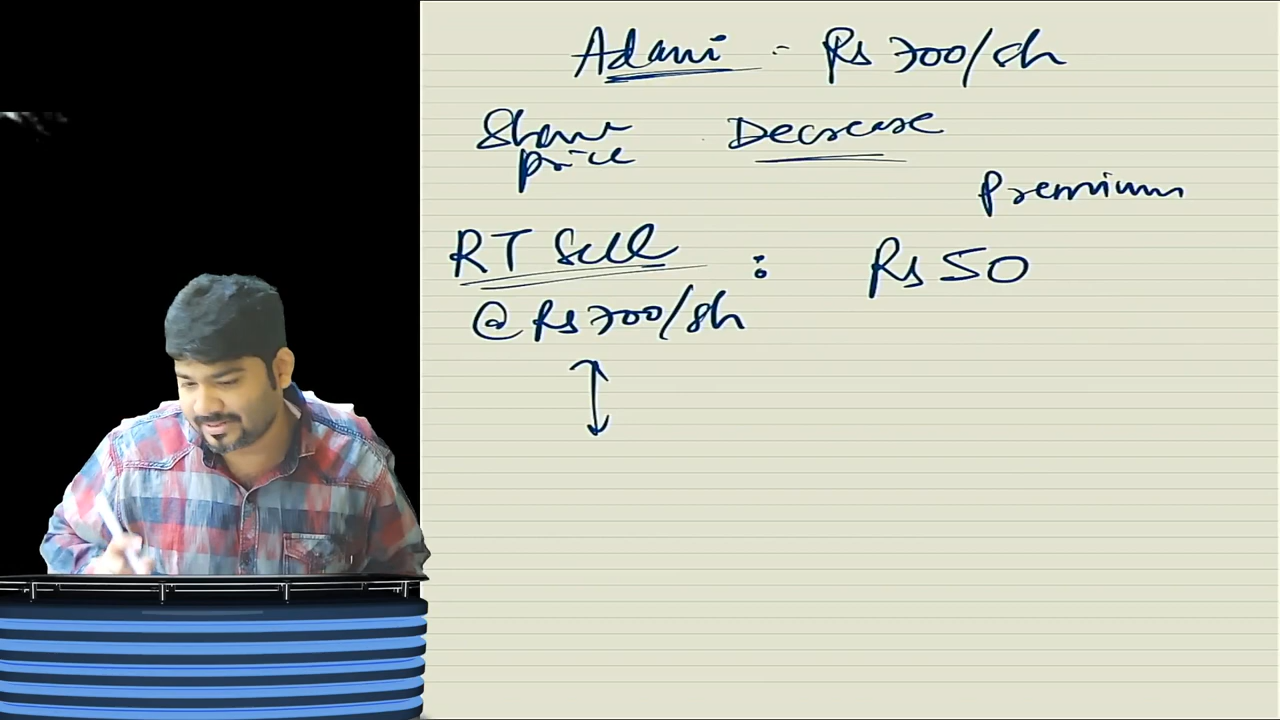 Adani - Rs 700/sh
Share Decrease
price
Premium
RT Sell : Rs 50
@ Rs 700/sh